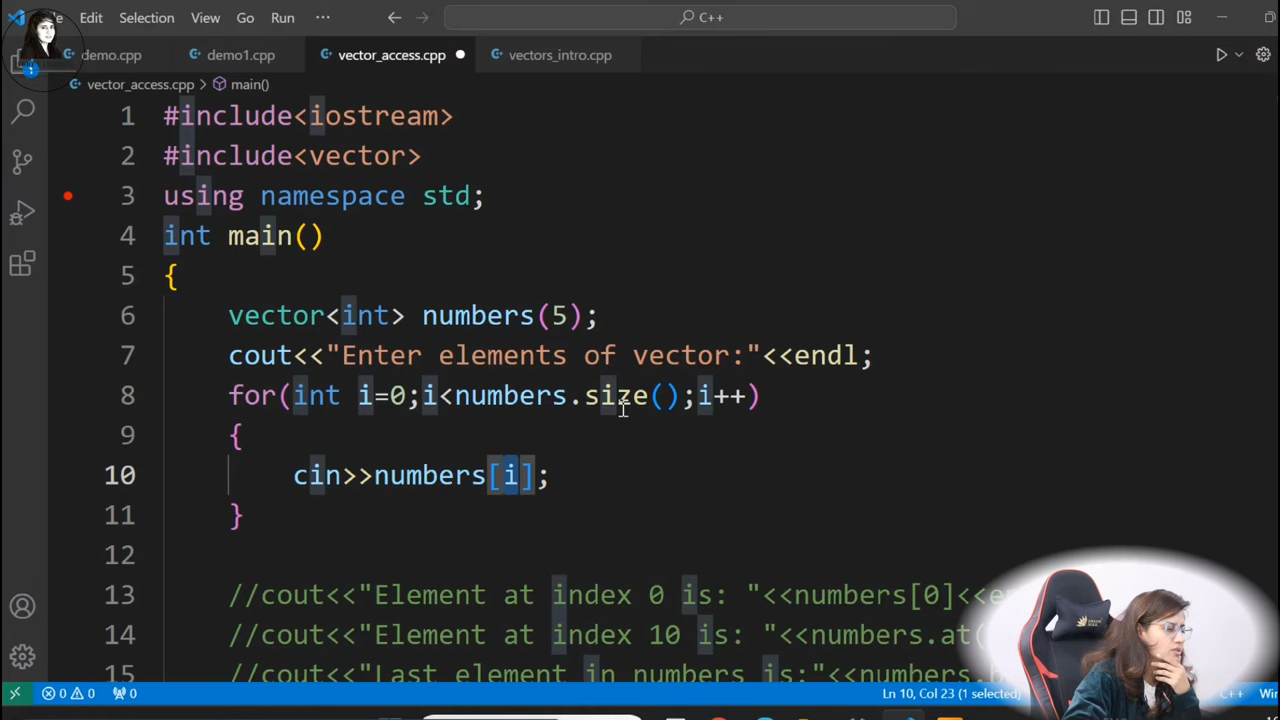 Edit Selection View Go Run ··· C++
demo.cpp demo1.cpp vector_access.cpp vectors_intro.cpp
vector_access.cpp > main()
1 #include<iostream>
2 #include<vector>
3 using namespace std;
4 int main()
5 {
6 vector<int> numbers(5);
7 cout<<"Enter elements of vector:"<<endl;
8 for(int i=0;i<numbers.size();i++)
9 {
10 cin>>numbers[i];
11 }
12
13 //cout<<"Element at index 0 is: "<<numbers[0]<<
14 //cout<<"Element at index 10 is: "<<numbers.at(
15 //cout<<"Last element in numbers is:"<<numbers.
1
0 0 0 Ln 10, Col 23 (1 selected) C++ Win